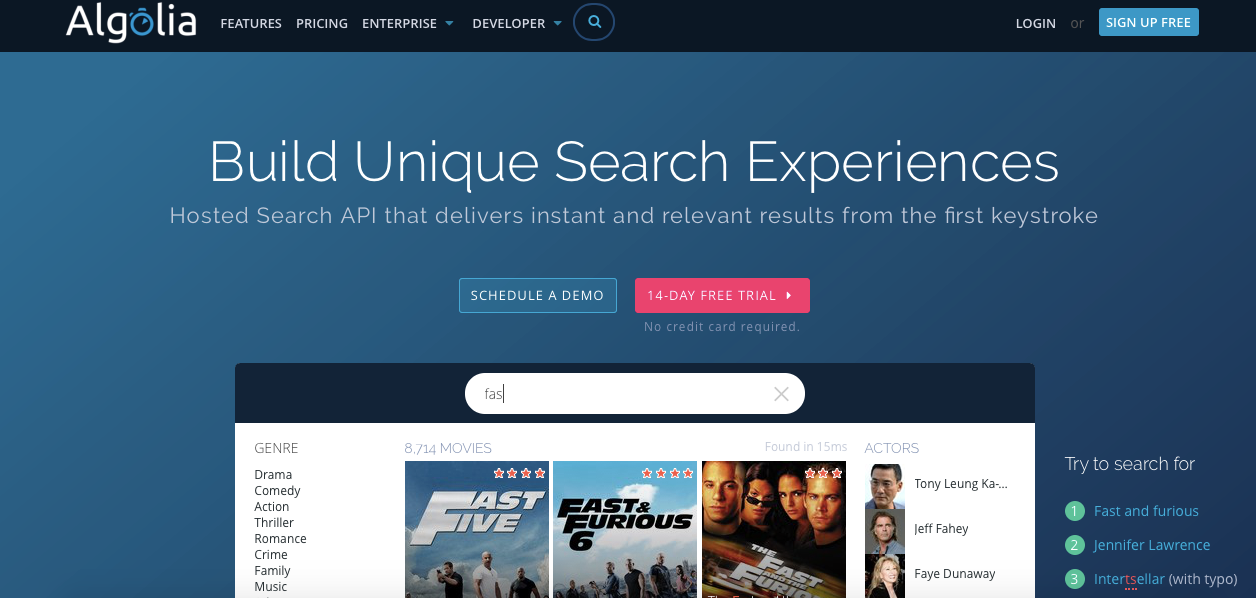 Algolia
FEATURES PRICING ENTERPRISE DEVELOPER
LOGIN or SIGN UP FREE
Build Unique Search Experiences
Hosted Search API that delivers instant and relevant results from the first keystroke
SCHEDULE A DEMO
14-DAY FREE TRIAL
No credit card required.
fas
GENRE
Drama
Comedy
Action
Thriller
Romance
Crime
Family
Music
8,714 MOVIES
Found in 15ms
FAST
FIVE
FAST &
FURIOUS
6
THE
FAST
AND THE
ACTORS
Tony Leung Ka-...
Jeff Fahey
Faye Dunaway
Try to search for
1 Fast and furious
2 Jennifer Lawrence
3 Intertsellar (with typo)